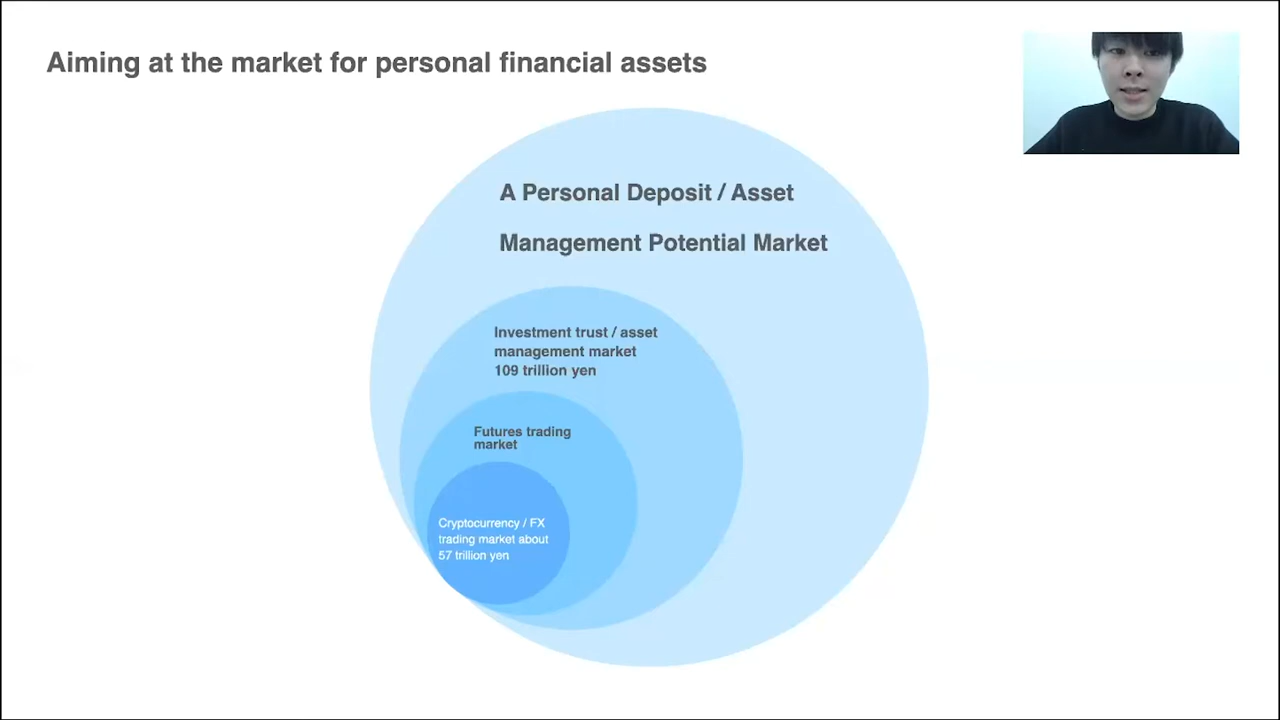 Aiming at the market for personal financial assets
A Personal Deposit / Asset
Management Potential Market
Investment trust / asset
management market
109 trillion yen
Futures trading
market
Cryptocurrency / FX
trading market about
57 trillion yen